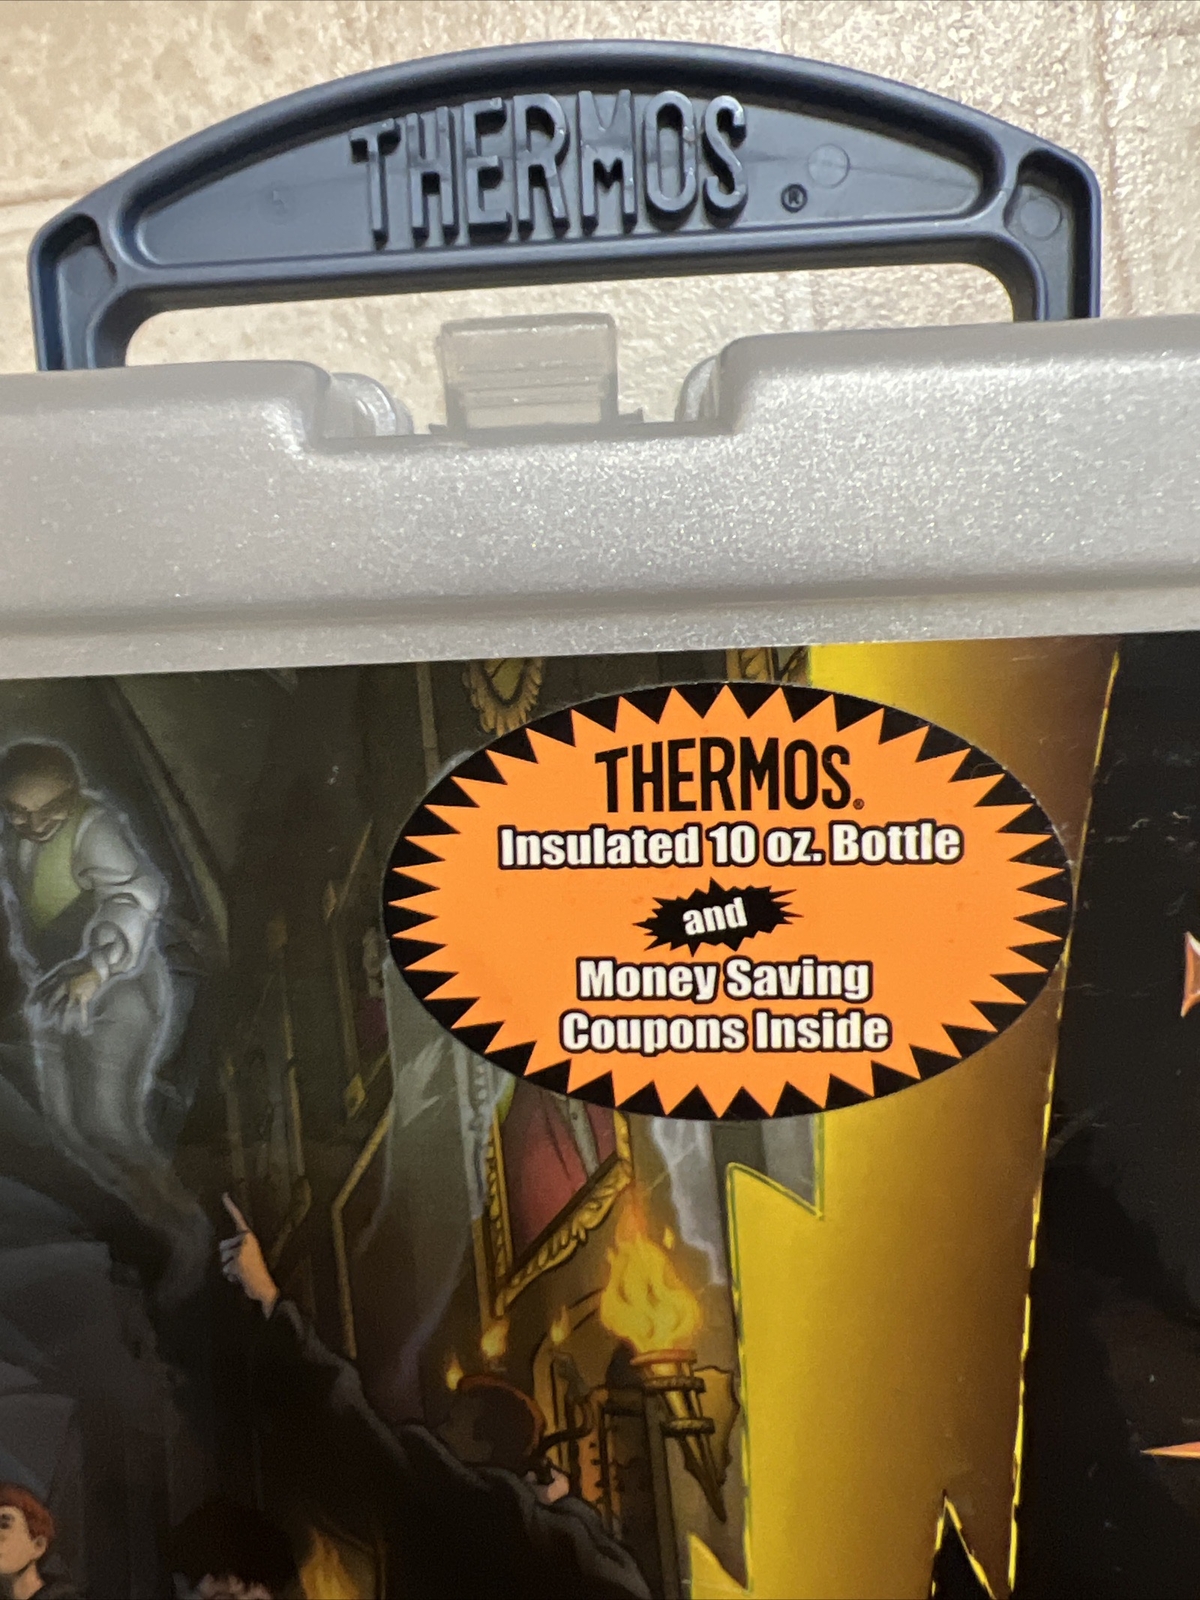 THERMOS ®
THERMOS®
Insulated 10 oz. Bottle
and
Money Saving
Coupons Inside